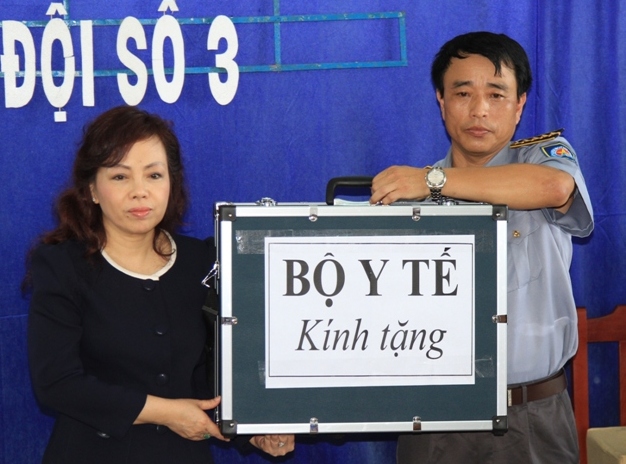 ĐỘI SỐ 3
BỘ Y TẾ
Kính tặng